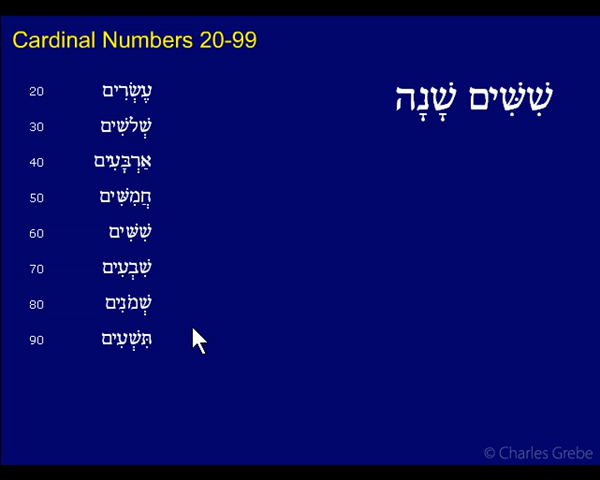 Cardinal Numbers 20-99
20 עֶשְׂרִים
30 שְׁלֹשִׁים
40 אַרְבָּעִים
50 חֲמִשִּׁים
60 שִׁשִּׁים
70 שִׁבְעִים
80 שְׁמֹנִים
90 תִּשְׁעִים
שִׁשִּׁים שָׁנָה
© Charles Grebe